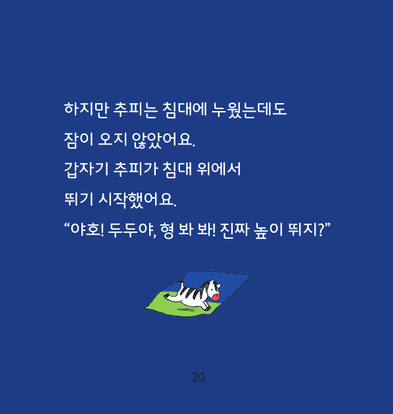 하지만 추피는 침대에 누웠는데도
잠이 오지 않았어요.
갑자기 추피가 침대 위에서
뛰기 시작했어요.
“야호! 두두야, 형 봐 봐! 진짜 높이 뛰지?”
20